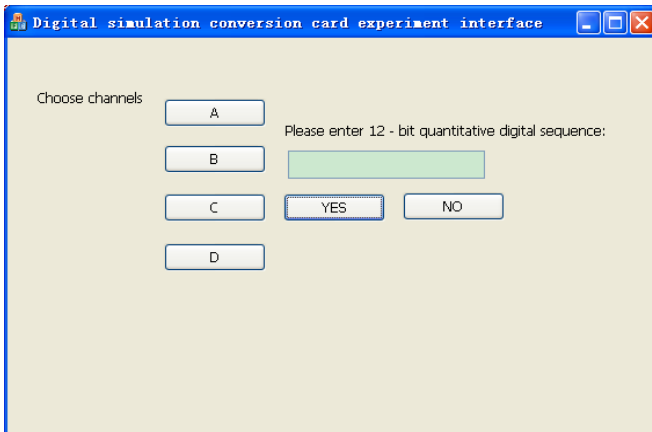 Digital simulation conversion card experiment interface
Choose channels
A
Please enter 12 - bit quantitative digital sequence:
B
C
YES
NO
D